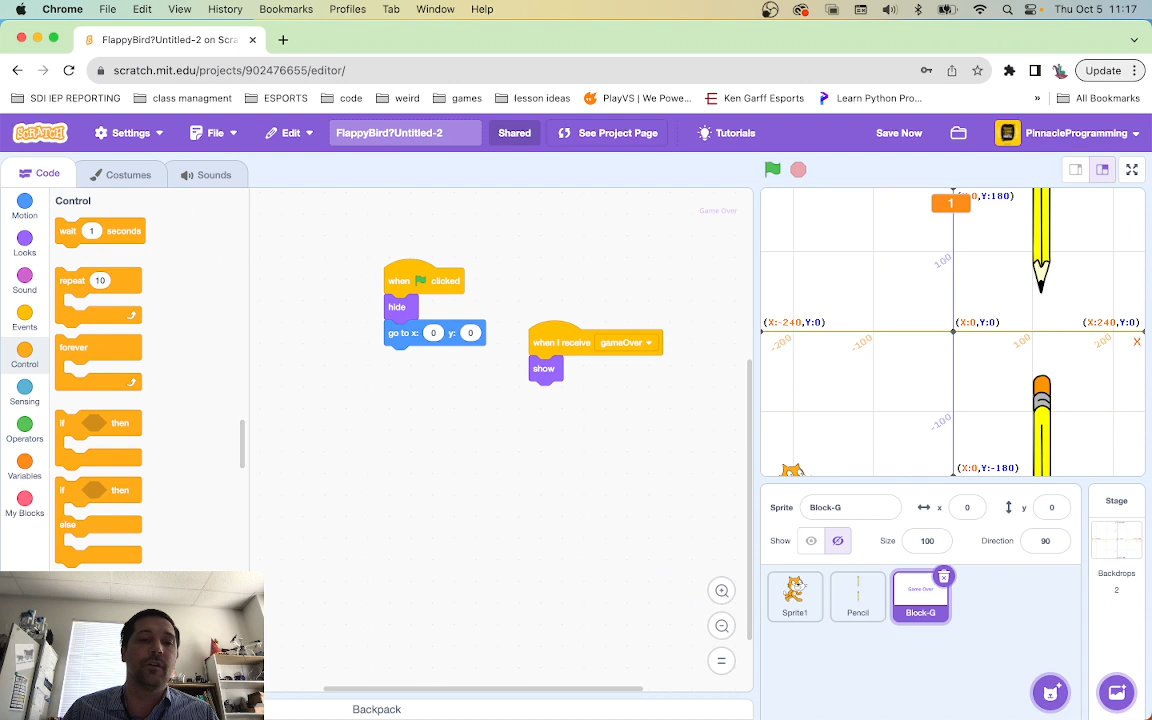 Chrome File Edit View History Bookmarks Profiles Tab Window Help Thu Oct 5 11:17
FlappyBird?Untitled-2 on Scra
scratch.mit.edu/projects/902476655/editor/ Update
SDI IEP REPORTING class managment ESPORTS code weird games lesson ideas PlayVS | We Powe... Ken Garff Esports Learn Python Pro... » All Bookmarks
SCRATCH Settings File Edit FlappyBird?Untitled-2 Shared See Project Page Tutorials Save Now PinnacleProgramming
Code Costumes Sounds
Motion
Looks
Sound
Events
Control
Sensing
Operators
Variables
My Blocks
Control
wait 1 seconds
repeat 10
forever
if then
if then
else
Game Over
when clicked
hide
go to x: 0 y: 0
when I receive gameOver
show
1
(X:0,Y:180)
100
(X:-240,Y:0) (X:0,Y:0) (X:240,Y:0)
-200 -100 100 200 X
-100
(X:0,Y:-180)
Sprite Block-G x 0 y 0
Show Size 100 Direction 90
Game Over
Sprite1 Pencil Block-G
Stage
Backdrops
2
Backpack